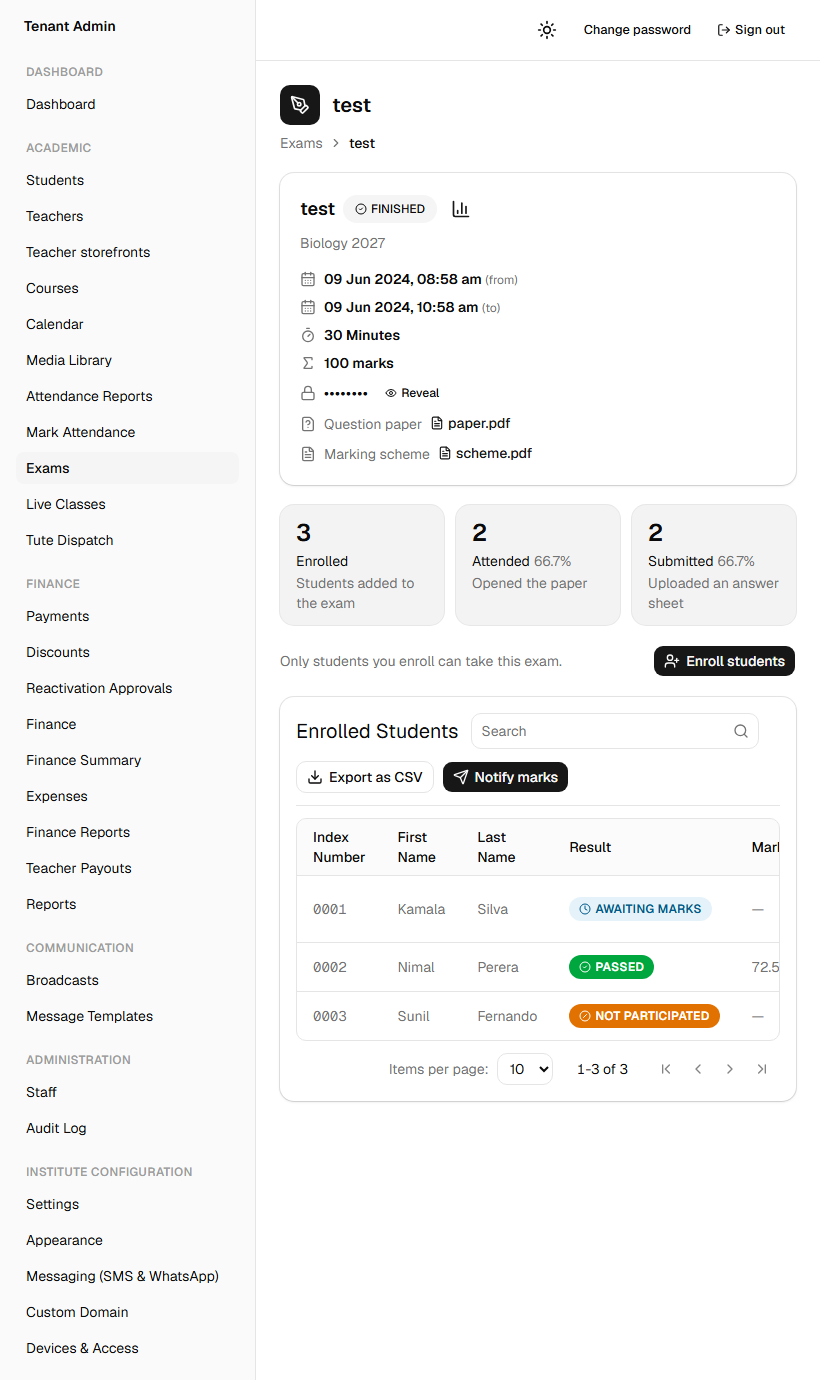 Tenant Admin
Change password
Sign out
DASHBOARD
Dashboard
ACADEMIC
Students
Teachers
Teacher storefronts
Courses
Calendar
Media Library
Attendance Reports
Mark Attendance
Exams
Live Classes
Tute Dispatch
FINANCE
Payments
Discounts
Reactivation Approvals
Finance
Finance Summary
Expenses
Finance Reports
Teacher Payouts
Reports
COMMUNICATION
Broadcasts
Message Templates
ADMINISTRATION
Staff
Audit Log
INSTITUTE CONFIGURATION
Settings
Appearance
Messaging (SMS & WhatsApp)
Custom Domain
Devices & Access
test
Exams > test
test FINISHED
Biology 2027
09 Jun 2024, 08:58 am (from)
09 Jun 2024, 10:58 am (to)
30 Minutes
100 marks
•••••••• Reveal
Question paper paper.pdf
Marking scheme scheme.pdf
3
Enrolled
Students added to
the exam
2
Attended 66.7%
Opened the paper
2
Submitted 66.7%
Uploaded an answer
sheet
Only students you enroll can take this exam.
Enroll students
Enrolled Students
Search
Export as CSV
Notify marks
Index Number First Name Last Name Result
0001 Kamala Silva AWAITING MARKS —
0002 Nimal Perera PASSED 72.5
0003 Sunil Fernando NOT PARTICIPATED —
Items per page: 10 1-3 of 3